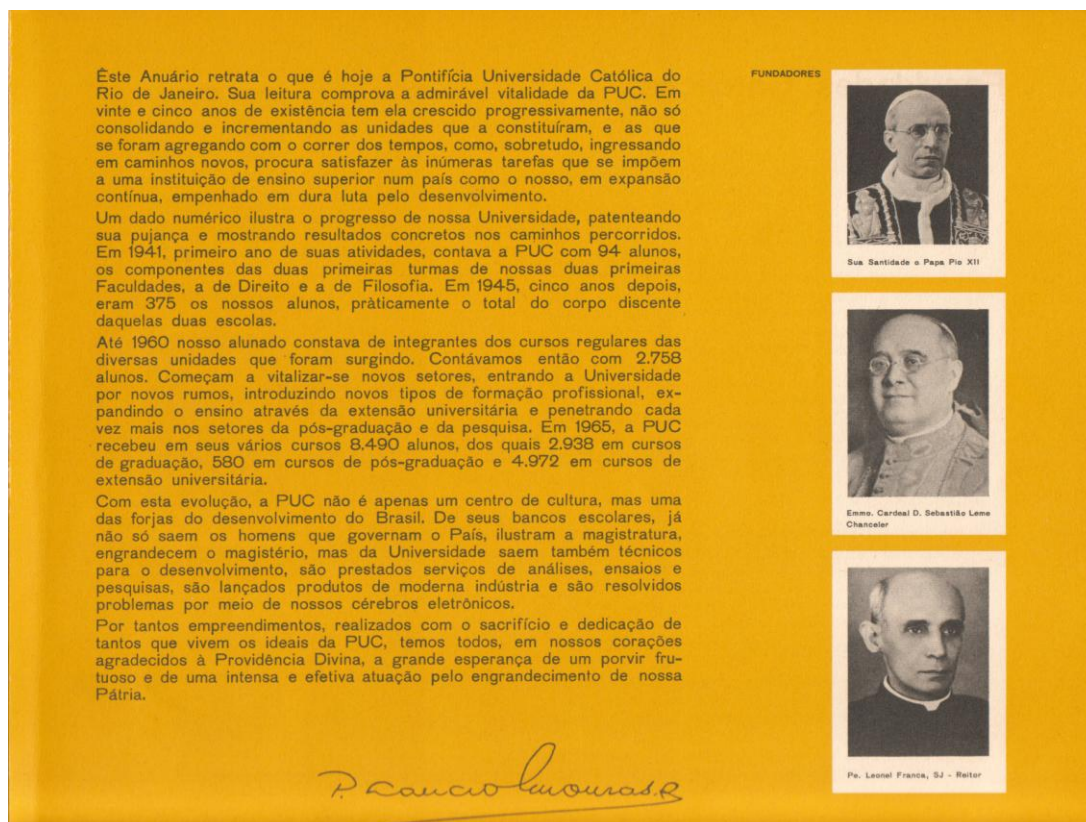 Êste Anuário retrata o que é hoje a Pontifícia Universidade Católica do
Rio de Janeiro. Sua leitura comprova a admirável vitalidade da PUC. Em
vinte e cinco anos de existência tem ela crescido progressivamente, não só
consolidando e incrementando as unidades que a constituíram, e as que
se foram agregando com o correr dos tempos, como, sobretudo, ingressando
em caminhos novos, procura satisfazer às inúmeras tarefas que se impõem
a uma instituição de ensino superior num país como o nosso, em expansão
contínua, empenhado em dura luta pelo desenvolvimento.
Um dado numérico ilustra o progresso de nossa Universidade, patenteando
sua pujança e mostrando resultados concretos nos caminhos percorridos.
Em 1941, primeiro ano de suas atividades, contava a PUC com 94 alunos,
os componentes das duas primeiras turmas de nossas duas primeiras
Faculdades, a de Direito e a de Filosofia. Em 1945, cinco anos depois,
eram 375 os nossos alunos, pràticamente o total do corpo discente
daquelas duas escolas.
Até 1960 nosso alunado constava de integrantes dos cursos regulares das
diversas unidades que foram surgindo. Contávamos então com 2.758
alunos. Começam a vitalizar-se novos setores, entrando a Universidade
por novos rumos, introduzindo novos tipos de formação profissional, ex-
pandindo o ensino através da extensão universitária e penetrando cada
vez mais nos setores da pós-graduação e da pesquisa. Em 1965, a PUC
recebeu em seus vários cursos 8.490 alunos, dos quais 2.938 em cursos
de graduação, 580 em cursos de pós-graduação e 4.972 em cursos de
extensão universitária.
Com esta evolução, a PUC não é apenas um centro de cultura, mas uma
das forjas do desenvolvimento do Brasil. De seus bancos escolares, já
não só saem os homens que governam o País, ilustram a magistratura,
engrandecem o magistério, mas da Universidade saem também técnicos
para o desenvolvimento, são prestados serviços de análises, ensaios e
pesquisas, são lançados produtos de moderna indústria e são resolvidos
problemas por meio de nossos cérebros eletrônicos.
Por tantos empreendimentos, realizados com o sacrifício e dedicação de
tantos que vivem os ideais da PUC, temos todos, em nossos corações
agradecidos à Providência Divina, a grande esperança de um porvir fru-
tuoso e de uma intensa e efetiva atuação pelo engrandecimento de nossa
Pátria.
FUNDADORES
Sua Santidade o Papa Pio XII
Emmo. Cardeal D. Sebastião Leme
Chanceler
Pe. Leonel Franca, SJ - Reitor